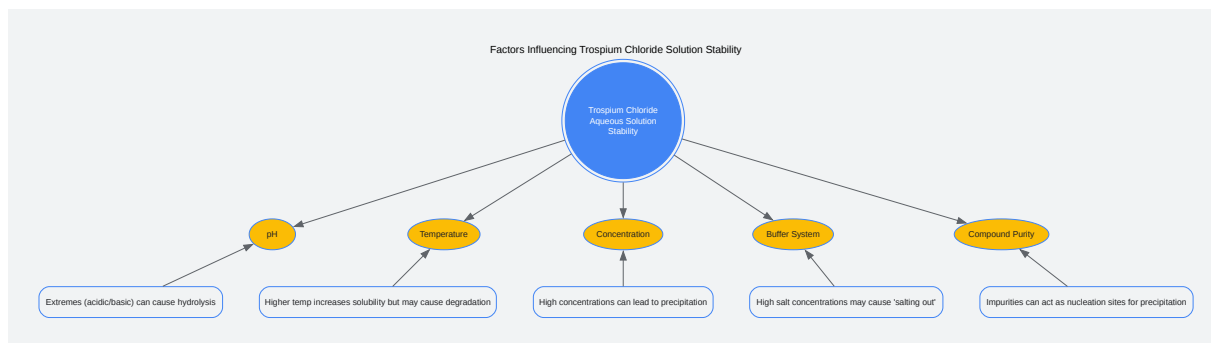 Factors Influencing Trospium Chloride Solution Stability
Trospium Chloride
Aqueous Solution
Stability
pH
Temperature
Concentration
Buffer System
Compound Purity
Extremes (acidic/basic) can cause hydrolysis
Higher temp increases solubility but may cause degradation
High concentrations can lead to precipitation
High salt concentrations may cause 'salting out'
Impurities can act as nucleation sites for precipitation